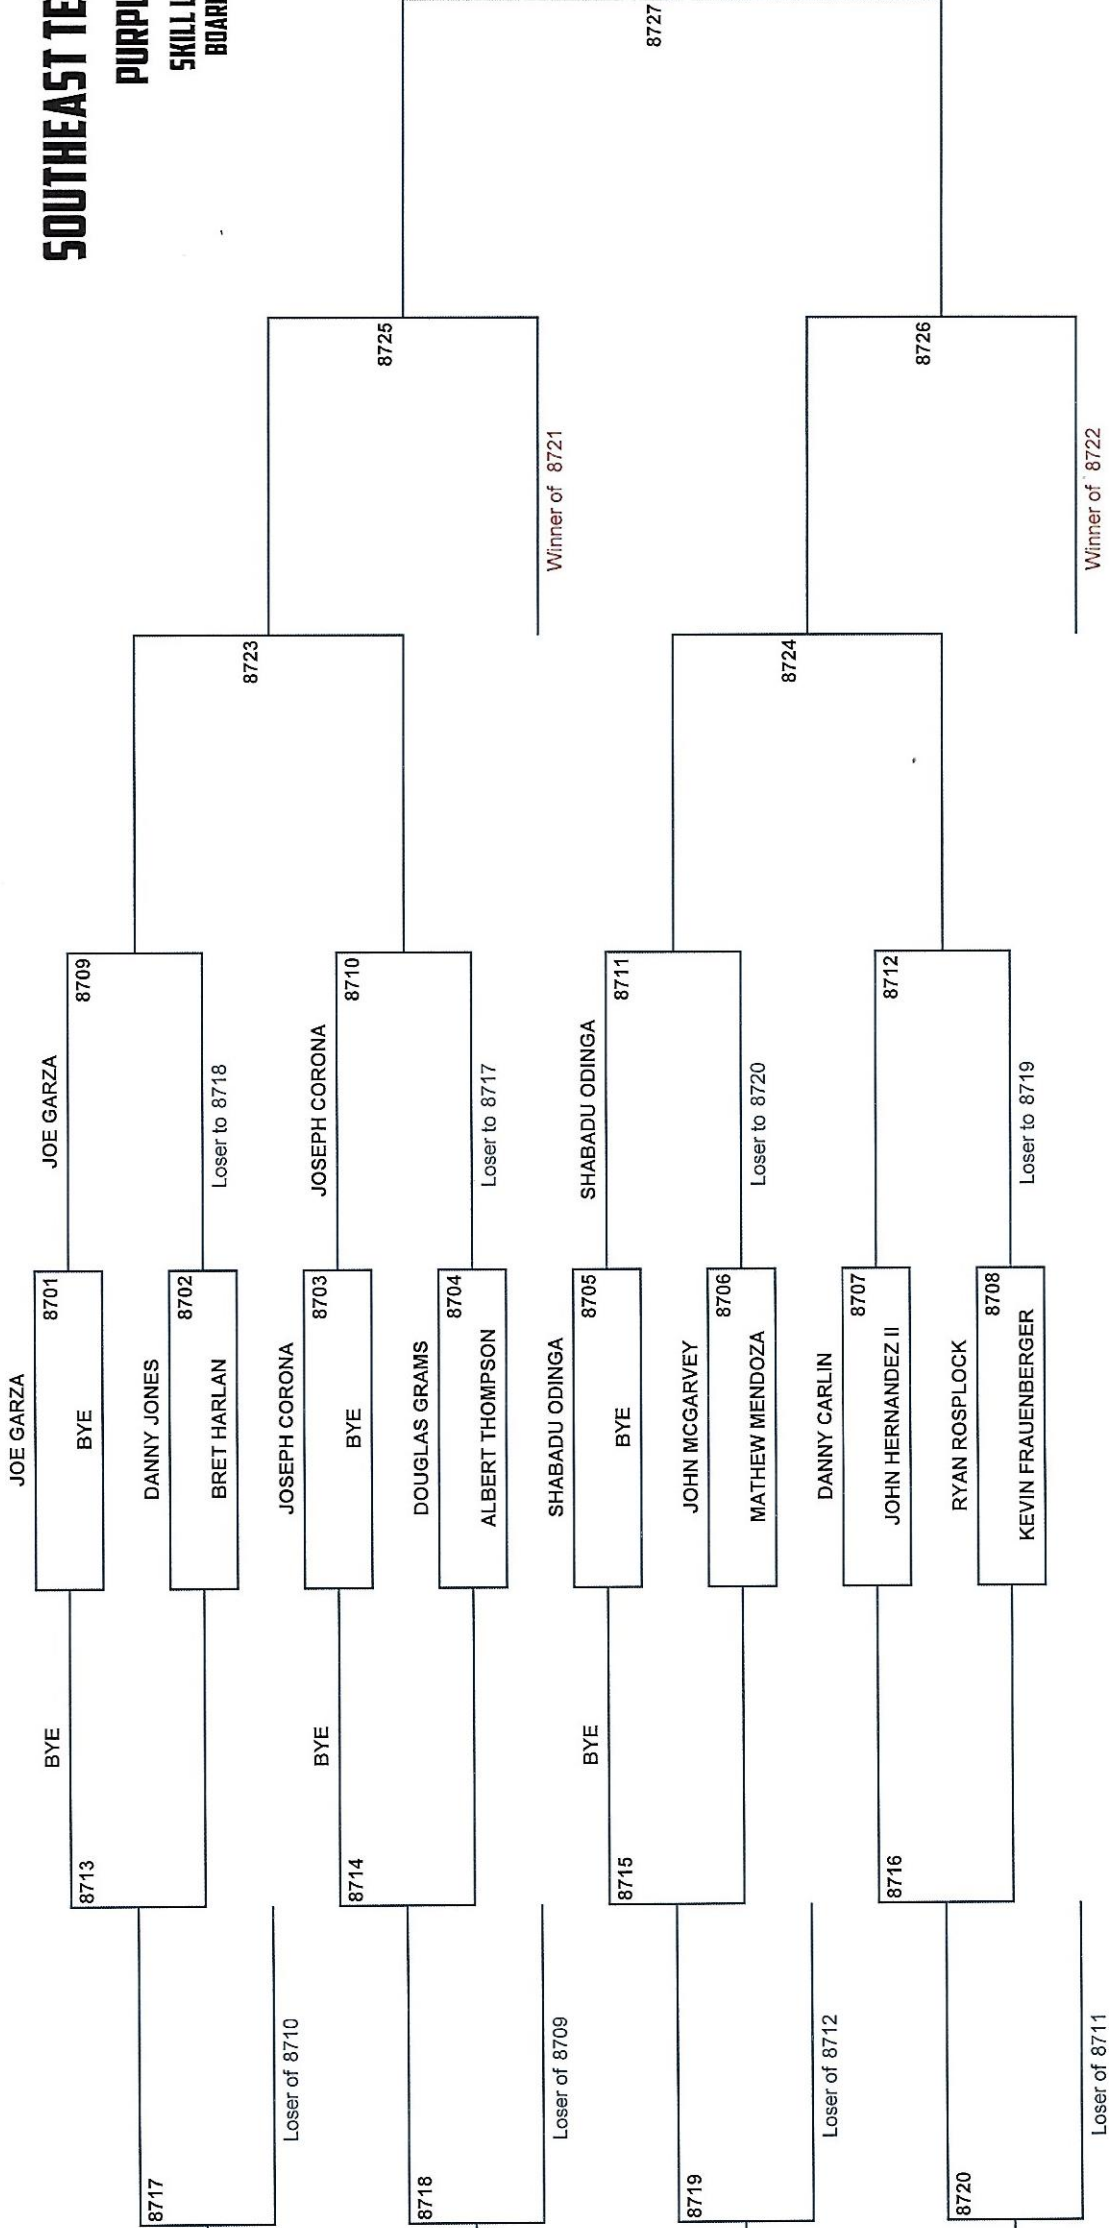 SOUTHEAST TE
PURPL
SKILL L
BOAR
JOE GARZA
8701
BYE
DANNY JONES
8702
BRET HARLAN
JOSEPH CORONA
8703
BYE
DOUGLAS GRAMS
8704
ALBERT THOMPSON
SHABADU ODINGA
8705
BYE
JOHN MCGARVEY
8706
MATHEW MENDOZA
DANNY CARLIN
8707
JOHN HERNANDEZ II
RYAN ROSPLOCK
8708
KEVIN FRAUENBERGER
JOE GARZA
8709
Loser to 8718
JOSEPH CORONA
8710
Loser to 8717
SHABADU ODINGA
8711
Loser to 8720
8712
Loser to 8719
8723
8724
8725
Winner of 8721
8726
Winner of 8722
8727
BYE
8713
BYE
8714
BYE
8715
8716
8717
Loser of 8710
8718
Loser of 8709
8719
Loser of 8712
8720
Loser of 8711